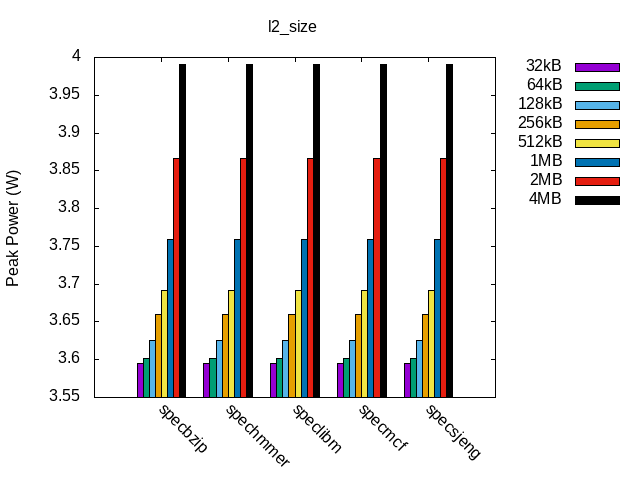 l2_size
4
3.95
3.9
3.85
3.8
3.75
3.7
3.65
3.6
3.55
Peak Power (W)
specbzip
spechmmer
speclibm
specmcf
specsjeng
32kB
64kB
128kB
256kB
512kB
1MB
2MB
4MB